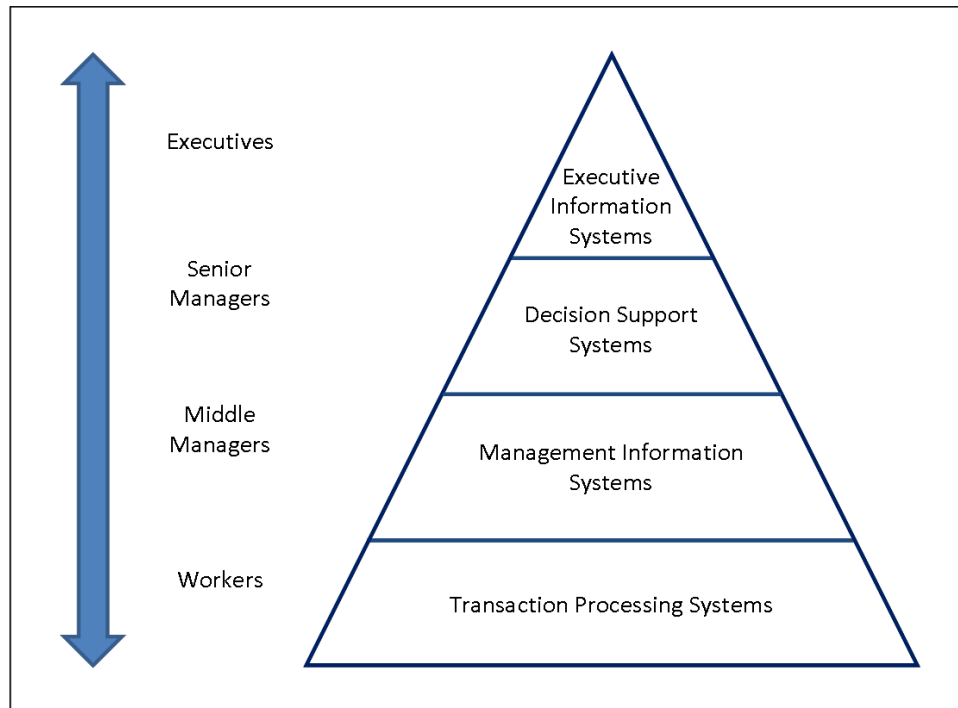 Executives
Executive
Information
Systems
Senior
Managers
Decision Support
Systems
Middle
Managers
Management Information
Systems
Workers
Transaction Processing Systems